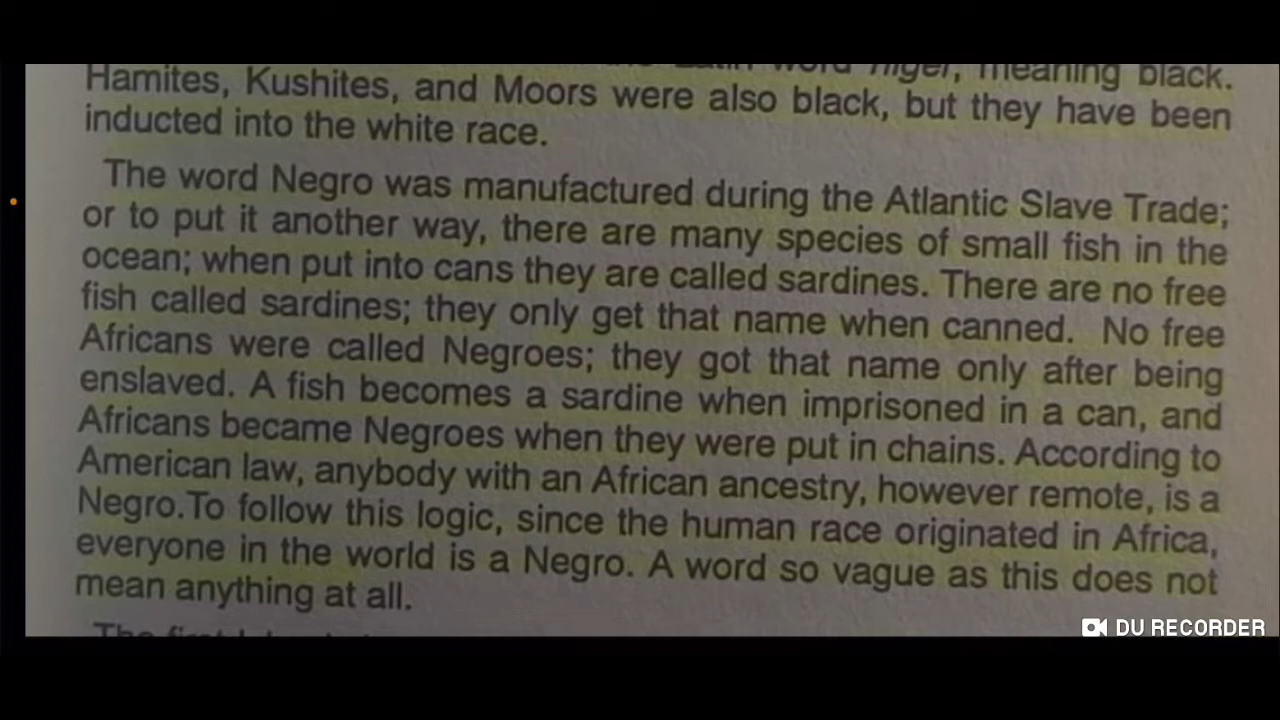 the Latin word niger, meaning black.
Hamites, Kushites, and Moors were also black, but they have been
inducted into the white race.
The word Negro was manufactured during the Atlantic Slave Trade;
or to put it another way, there are many species of small fish in the
ocean; when put into cans they are called sardines. There are no free
fish called sardines; they only get that name when canned. No free
Africans were called Negroes; they got that name only after being
enslaved. A fish becomes a sardine when imprisoned in a can, and
Africans became Negroes when they were put in chains. According to
American law, anybody with an African ancestry, however remote, is a
Negro.To follow this logic, since the human race originated in Africa,
everyone in the world is a Negro. A word so vague as this does not
mean anything at all.
The
DU RECORDER